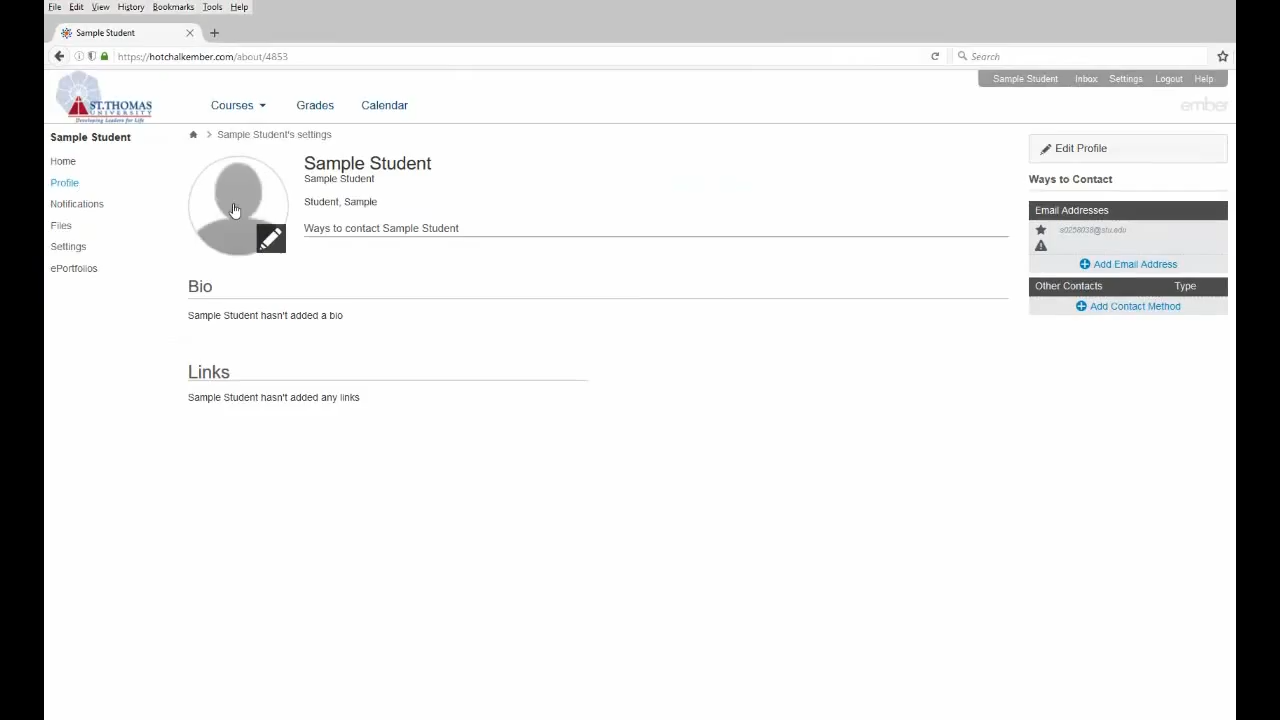 File Edit View History Bookmarks Tools Help
Sample Student
https://hotchalkember.com/about/4853
Search
Sample Student Inbox Settings Logout Help
ST.THOMAS
UNIVERSITY
Developing Leaders for Life
Courses Grades Calendar
ember
Sample Student
Home
Profile
Notifications
Files
Settings
ePortfolios
Sample Student's settings
Sample Student
Sample Student
Student, Sample
Ways to contact Sample Student
Bio
Sample Student hasn't added a bio
Links
Sample Student hasn't added any links
Edit Profile
Ways to Contact
Email Addresses
Add Email Address
Other Contacts Type
Add Contact Method